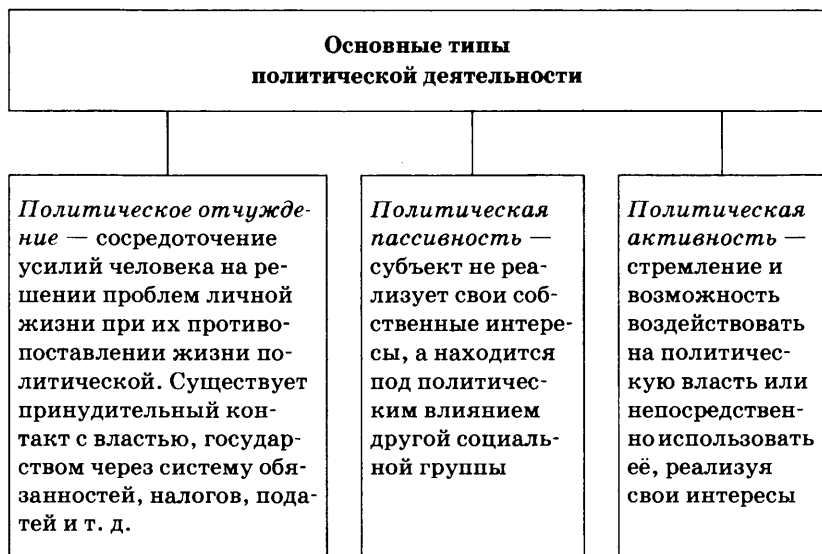 Основные типы
политической деятельности
Политическое отчужде-
ние — сосредоточение
усилий человека на ре-
шении проблем личной
жизни при их противо-
поставлении жизни по-
литической. Существует
принудительный кон-
такт с властью, государ-
ством через систему обя-
занностей, налогов, пода-
тей и т. д.
Политическая
пассивность —
субъект не реа-
лизует свои соб-
ственные интере-
сы, а находится
под политичес-
ким влиянием
другой социаль-
ной группы
Политическая
активность —
стремление и
возможность
воздействовать
на политичес-
кую власть или
непосредствен-
но использовать
её, реализуя
свои интересы